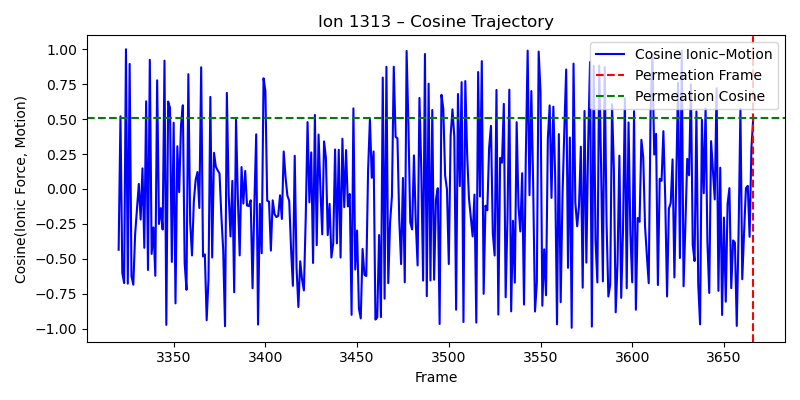 Ion 1313 – Cosine Trajectory
Cosine(Ionic Force, Motion)
1.00
0.75
0.50
0.25
0.00
−0.25
−0.50
−0.75
−1.00
Cosine Ionic–Motion
Permeation Frame
Permeation Cosine
3350
3400
3450
3500
3550
3600
3650
Frame